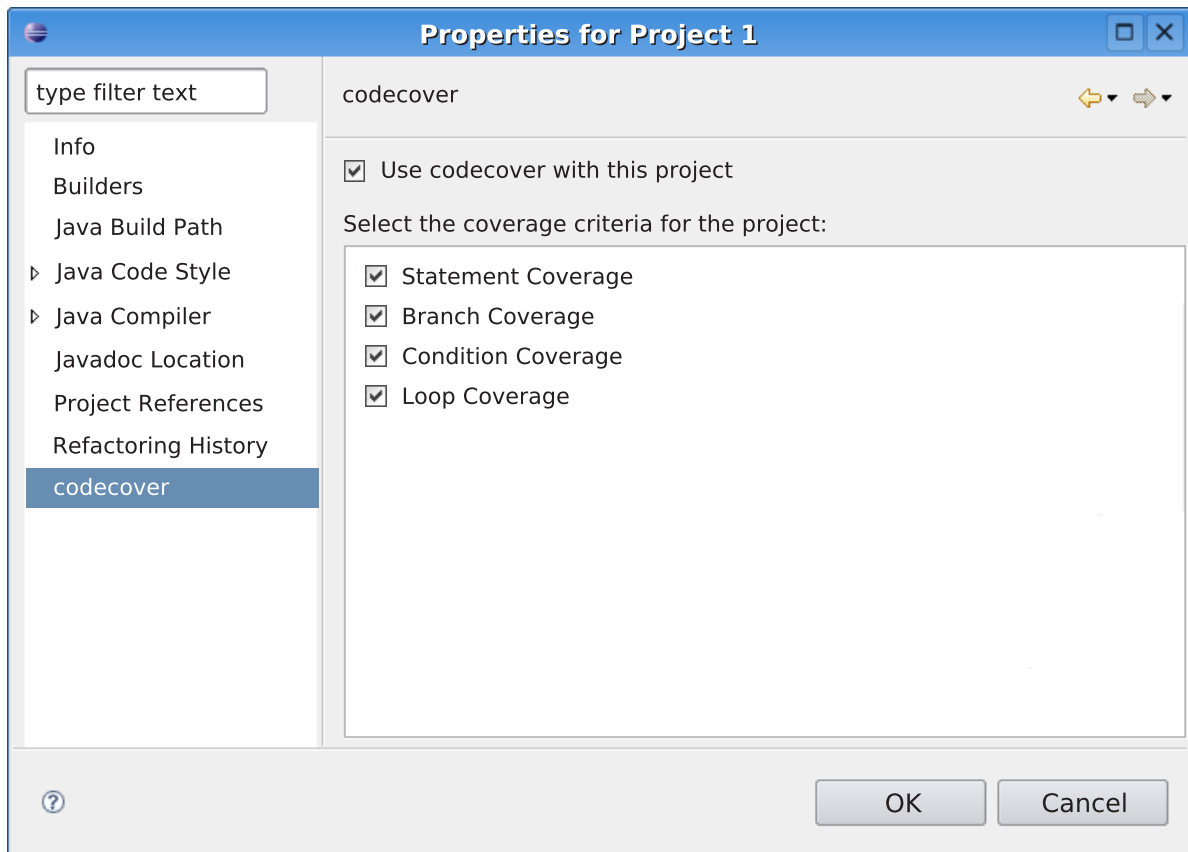 Properties for Project 1
type filter text
Info
Builders
Java Build Path
Java Code Style
Java Compiler
Javadoc Location
Project References
Refactoring History
codecover
codecover
Use codecover with this project
Select the coverage criteria for the project:
Statement Coverage
Branch Coverage
Condition Coverage
Loop Coverage
?
OK
Cancel